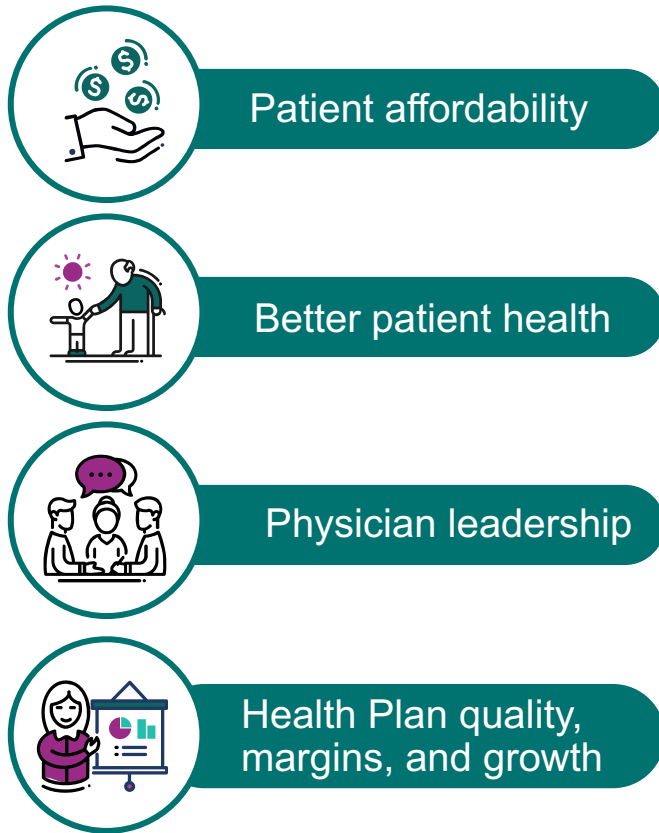 Patient affordability
Better patient health
Physician leadership
Health Plan quality,
margins, and growth